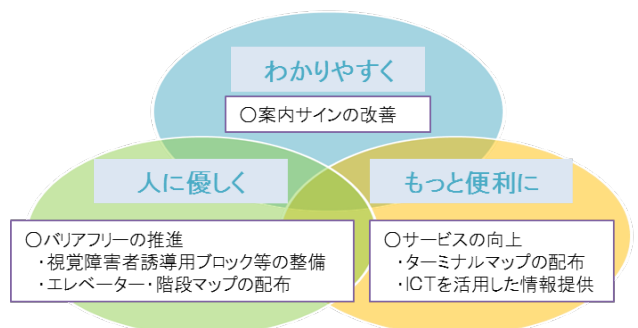 わかりやすく
○案内サインの改善
人に優しく
もっと便利に
○バリアフリーの推進
・視覚障害者誘導用ブロック等の整備
・エレベーター・階段マップの配布
○サービスの向上
・ターミナルマップの配布
・ICTを活用した情報提供